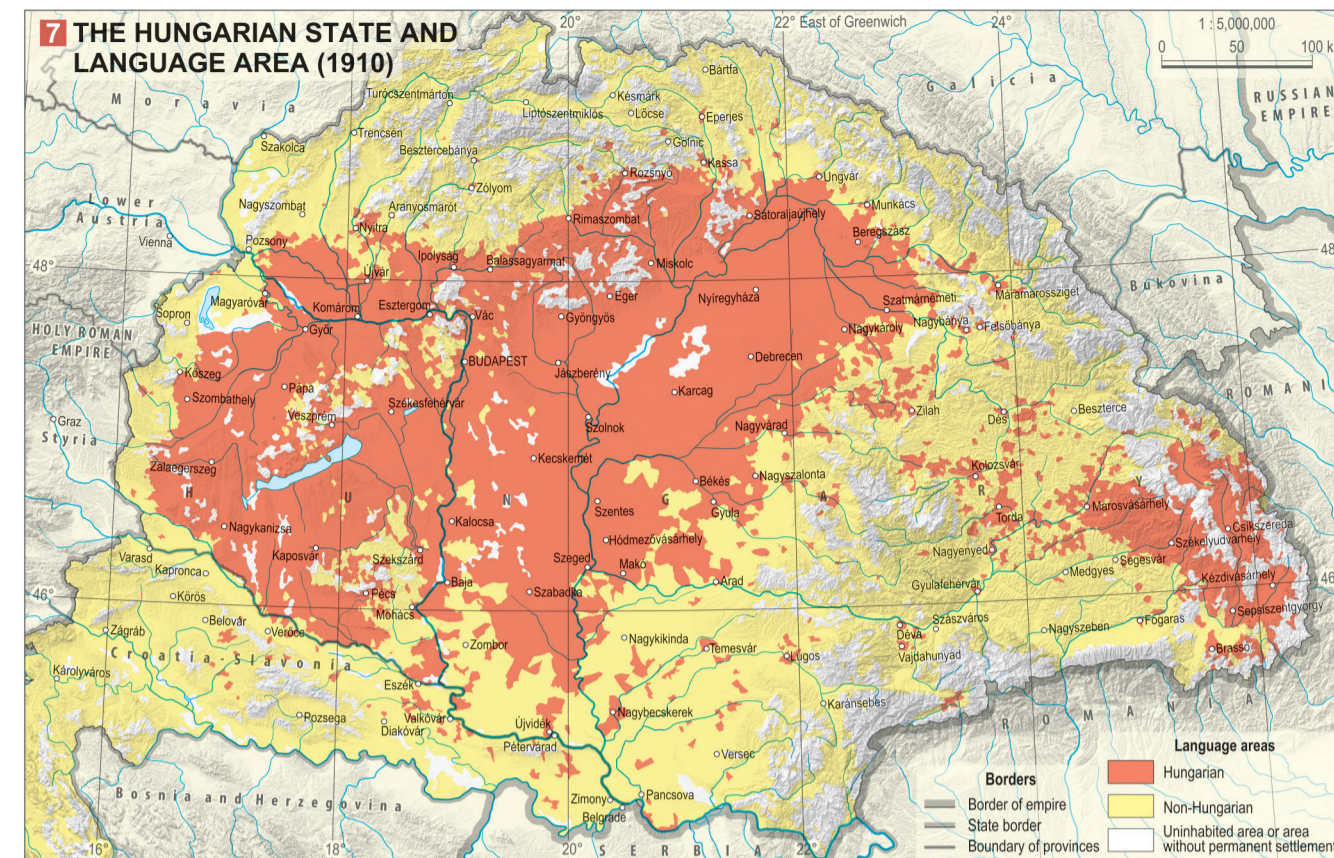 7 THE HUNGARIAN STATE AND
LANGUAGE AREA (1910)
20°
22° East of Greenwich
24°
1:5,000,000
0 50 100 k
Moravia
Galicia
RUSSIAN
EMPIRE
Bártfa
Turócszentmárton
Késmárk
Liptószentmiklós
Lőcse
Eperjes
Trencsén
Szakolca
Besztercebánya
Gölnic
Kassa
Rozsnyó
Ungvár
Zólyom
Lower
Austria
Vienna
Nagyszombat
Aranyosmarót
Nyitra
Rimaszombat
Sátoraljaújhely
Munkács
Beregszász
Pozsony
Ipolyság
Balassagyarmat
Miskolc
48°
48°
Újvár
Magyaróvár
Komárom
Esztergom
Eger
Nyíregyháza
Máramarossziget
Bukovina
Sopron
Győr
Vác
Gyöngyös
Szatmárnémeti
Nagybánya
Felsőbánya
Nagykároly
HOLY ROMAN
EMPIRE
BUDAPEST
Jászberény
Debrecen
Kőszeg
Pápa
Karcag
Szombathely
Székesfehérvár
Veszprém
Zilah
Dés
Beszterce
ROMANI
Graz
Styria
Szolnok
Nagyvárad
Zalaegerszeg
Kecskemét
Kolozsvár
Békés
Nagyszalonta
H U N G A R Y
Szentes
Gyula
Torda
Marosvásárhely
Nagykanizsa
Kalocsa
Csíkszereda
Székelyudvarhely
Kaposvár
Szekszárd
Hódmezővásárhely
Nagyenyed
Varasd
Kapronca
Szeged
Makó
Segesvár
Medgyes
Kézdivásárhely
46°
46°
Körös
Pécs
Baja
Szabadka
Arad
Gyulafehérvár
Mohács
Sepsiszentgyörgy
Zágráb
Belovár
Verőce
Zombor
Nagykikinda
Temesvár
Lugos
Déva
Szászváros
Vajdahunyad
Nagyszeben
Fogaras
Brassó
Croatia-Slavonia
Károlyváros
Eszék
Pozsega
Diakóvár
Valkóvár
Újvidék
Pétervárad
Nagybecskerek
Karánsebes
ROMANIA
Versec
Bosnia and Herzegovina
Zimony
Belgrade
Pancsova
16°
18°
20°
SERBIA
22°
Borders
Border of empire
State border
Boundary of provinces
Language areas
Hungarian
Non-Hungarian
Uninhabited area or area
without permanent settlement